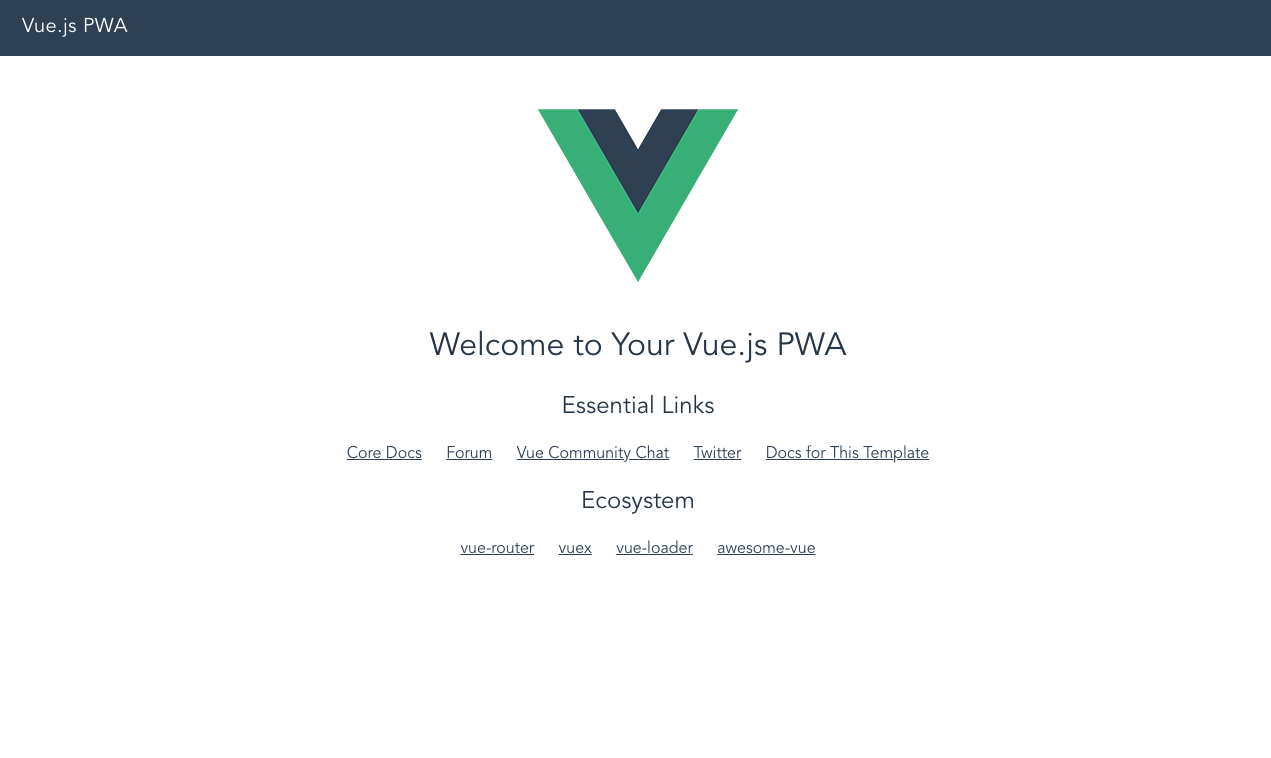 Vue.js PWA
Welcome to Your Vue.js PWA
Essential Links
Core Docs Forum Vue Community Chat Twitter Docs for This Template
Ecosystem
vue-router vuex vue-loader awesome-vue